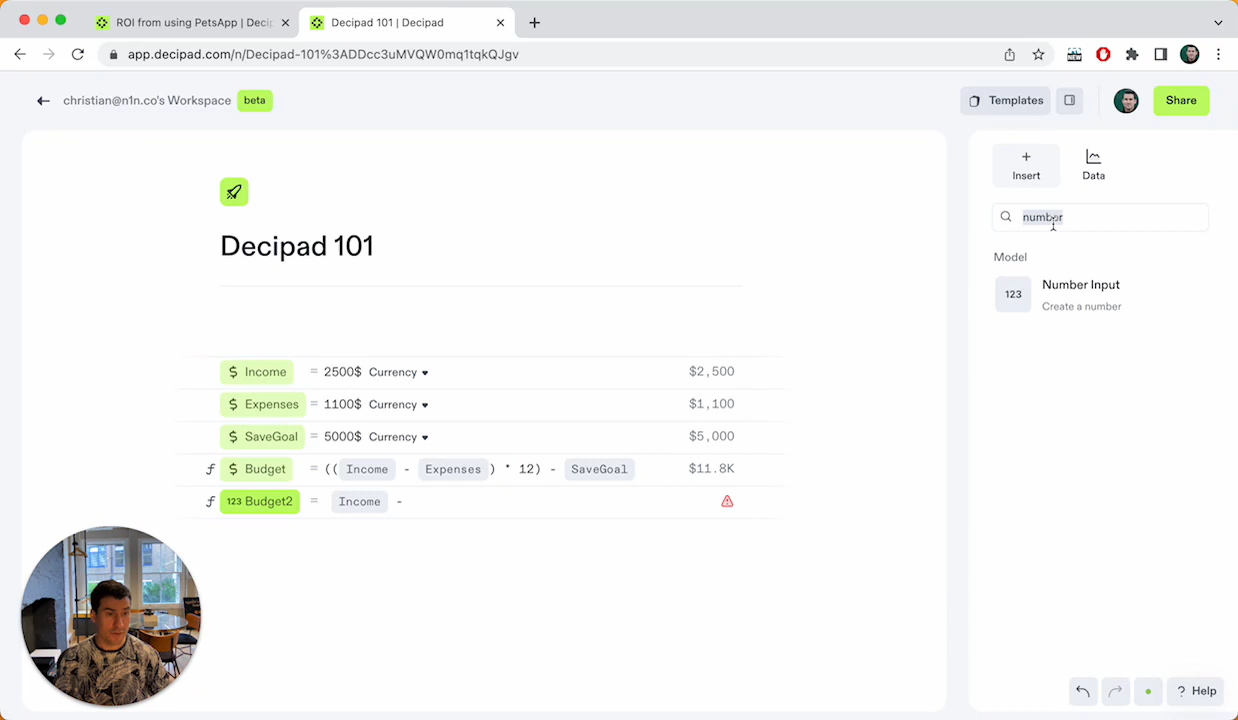 ROI from using PetsApp | Deci
Decipad 101 | Decipad
app.decipad.com/n/Decipad-101%3ADDcc3uMVQW0mq1tqkQJgv
NEW
christian@n1n.co's Workspace beta
Templates
Share
Insert
Data
number
Decipad 101
Model
123 Number Input
Create a number
$ Income = 2500$ Currency $2,500
$ Expenses = 1100$ Currency $1,100
$ SaveGoal = 5000$ Currency $5,000
ƒ $ Budget = (( Income - Expenses ) * 12) - SaveGoal $11.8K
ƒ 123 Budget2 = Income -
? Help